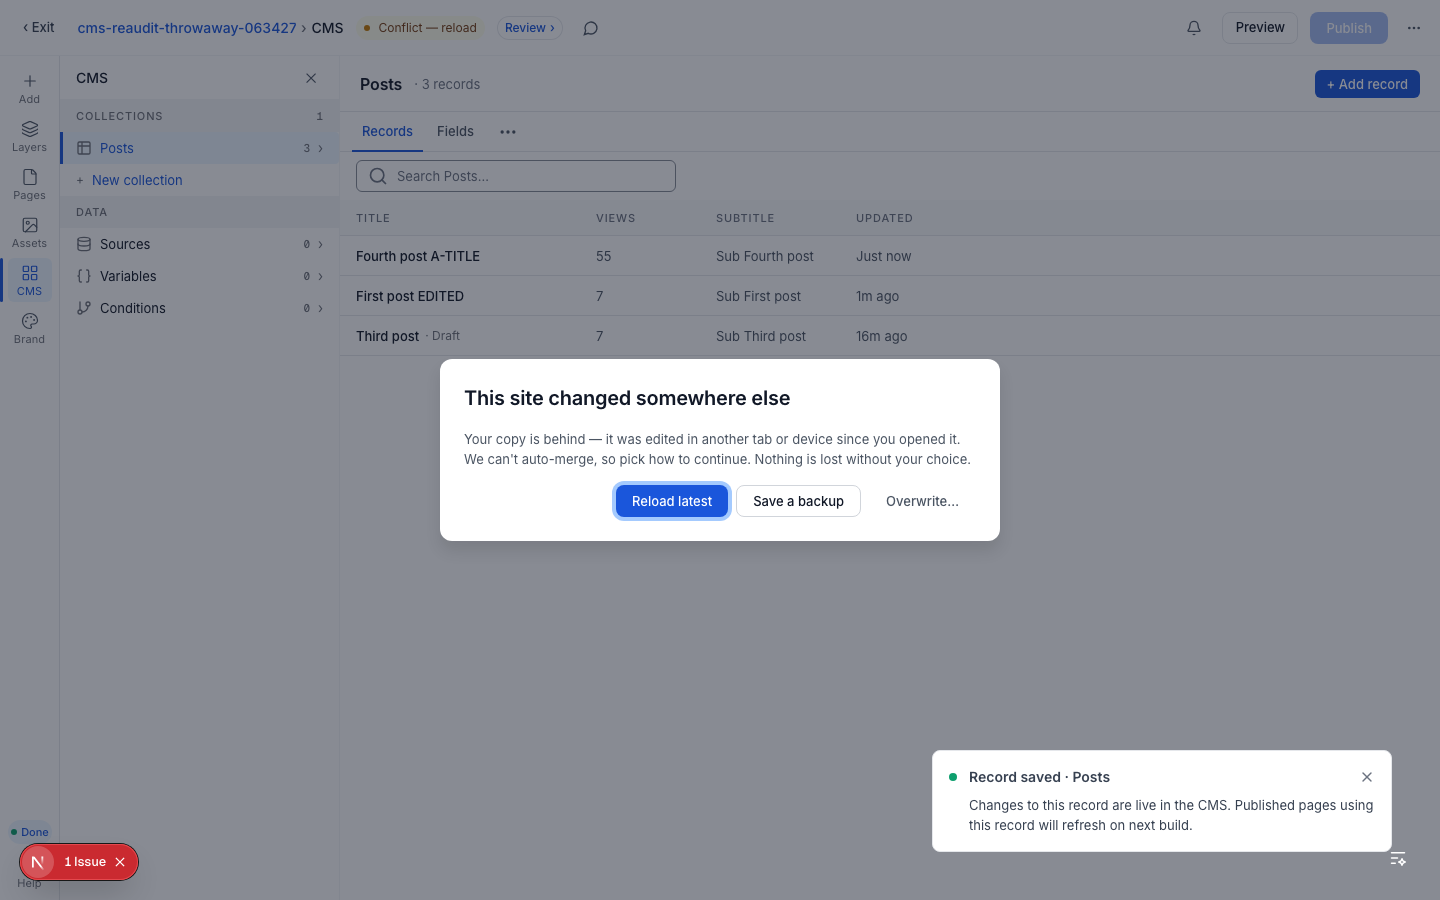 ‹ Exit
cms-reaudit-throwaway-063427 › CMS
Conflict — reload
Review ›
Preview
Publish
Add
Layers
Pages
Assets
CMS
Brand
Done
1 Issue
Help
CMS
COLLECTIONS 1
Posts 3 ›
+ New collection
DATA
Sources 0 ›
Variables 0 ›
Conditions 0 ›
Posts · 3 records
+ Add record
Records Fields
Search Posts...
TITLE VIEWS SUBTITLE UPDATED
Fourth post A-TITLE 55 Sub Fourth post Just now
First post EDITED 7 Sub First post 1m ago
Third post · Draft 7 Sub Third post 16m ago
This site changed somewhere else
Your copy is behind — it was edited in another tab or device since you opened it.
We can't auto-merge, so pick how to continue. Nothing is lost without your choice.
Reload latest Save a backup Overwrite...
Record saved · Posts
Changes to this record are live in the CMS. Published pages using
this record will refresh on next build.